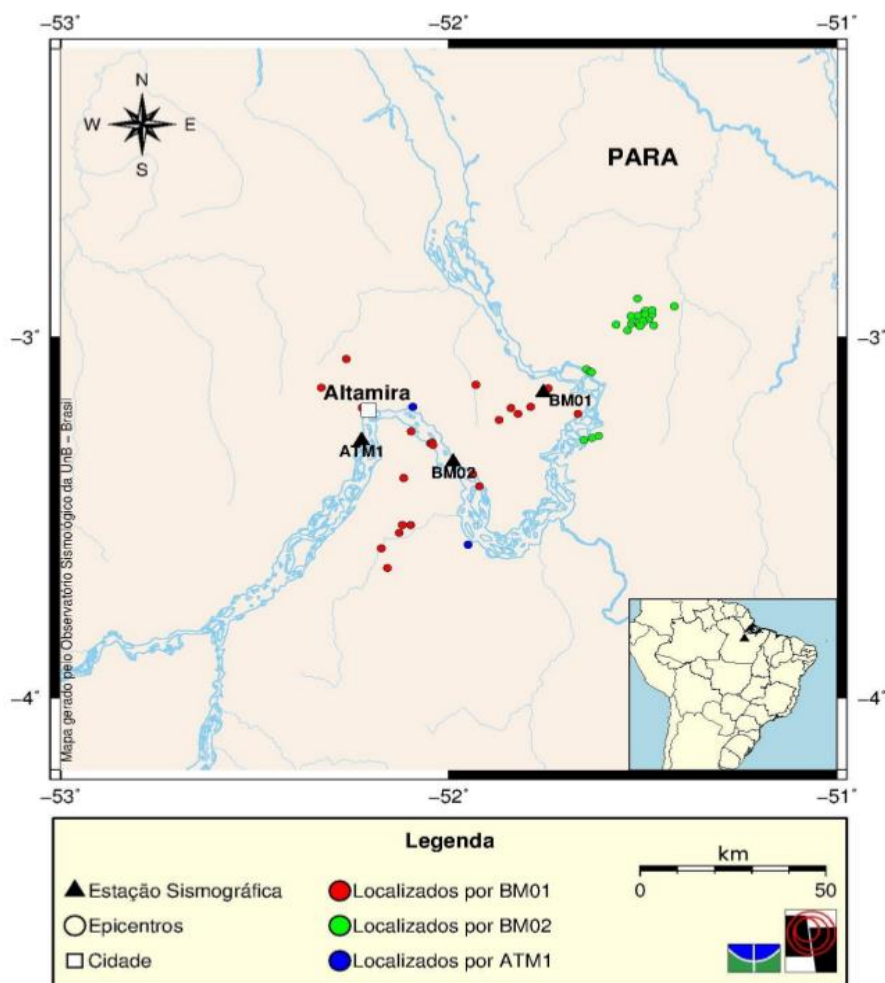 −53˚
−52˚
−51˚
N
W
E
S
PARA
−3˚
−3˚
Altamira
BM01
ATM1
BM02
−4˚
−4˚
Mapa gerado pelo Observatório Sismológico da UnB − Brasil
−53˚
−52˚
−51˚
Legenda
km
0
50
Estação Sismográfica
Localizados por BM01
Epicentros
Localizados por BM02
Cidade
Localizados por ATM1